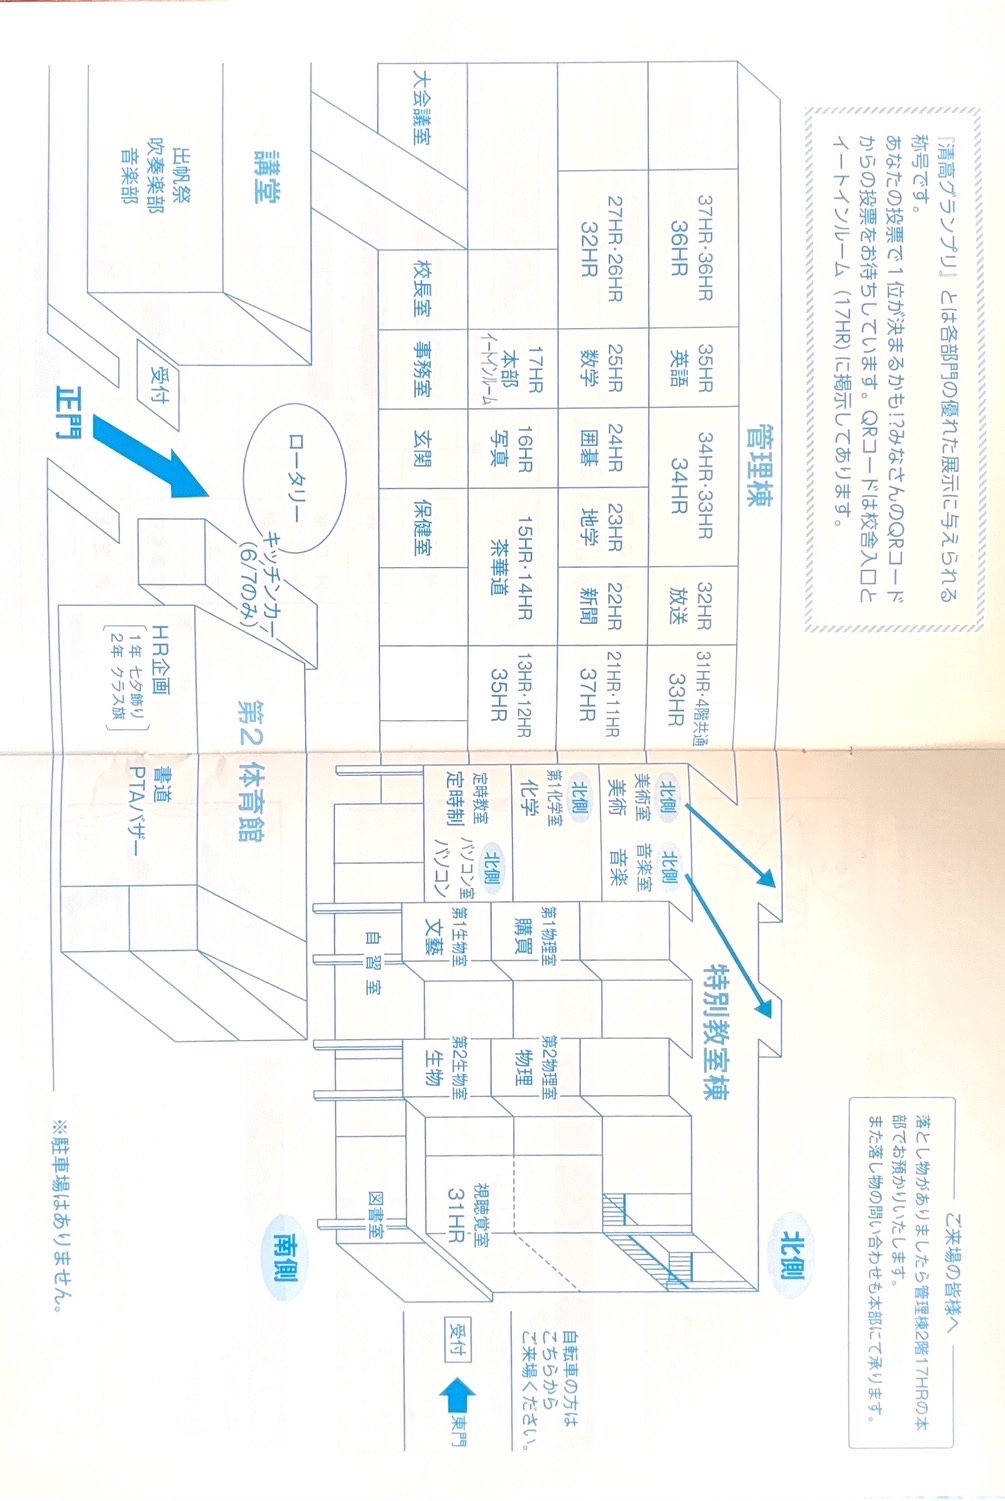 『清高グランプリ』とは各部門の優れた展示に与えられる
称号です。
あなたの投票で1位が決まるかも!?みなさんのQRコード
からの投票をお待ちしています。QRコードは校舎入口と
イートインルーム (17HR) に掲示してあります。
ご来場の皆様へ
落とし物がありましたら管理棟2階17HRの本
部でお預かりいたします。
また落し物の問い合わせも本部にて承ります。
北側
管理棟
特別教室棟
37HR・36HR
36HR
35HR
英語
34HR・33HR
34HR
32HR
放送
31HR・4階共通
33HR
北側
美術室
美術
北側
音楽室
音楽
27HR・26HR
32HR
25HR
数学
24HR
囲碁
23HR
地学
22HR
新聞
21HR・11HR
37HR
北側
第1化学室
化学
第1物理室
購買
第2物理室
物理
自転車の方は
こちらから
ご来場ください。
17HR
本部
イートインルーム
16HR
写真
15HR・14HR
茶華道
13HR・12HR
35HR
定時教室
定時制
北側
パソコン室
パソコン
第1生物室
文藝
第2生物室
生物
視聴覚室
31HR
受付
東門
大会議室
校長室
事務室
玄関
保健室
自習室
図書室
南側
講堂
ロータリー
キッチンカー
(6/7のみ)
第2体育館
出帆祭
吹奏楽部
音楽部
受付
正門
HR企画
1年 七夕飾り
2年 クラス旗
書道
PTAバザー
※駐車場はありません。